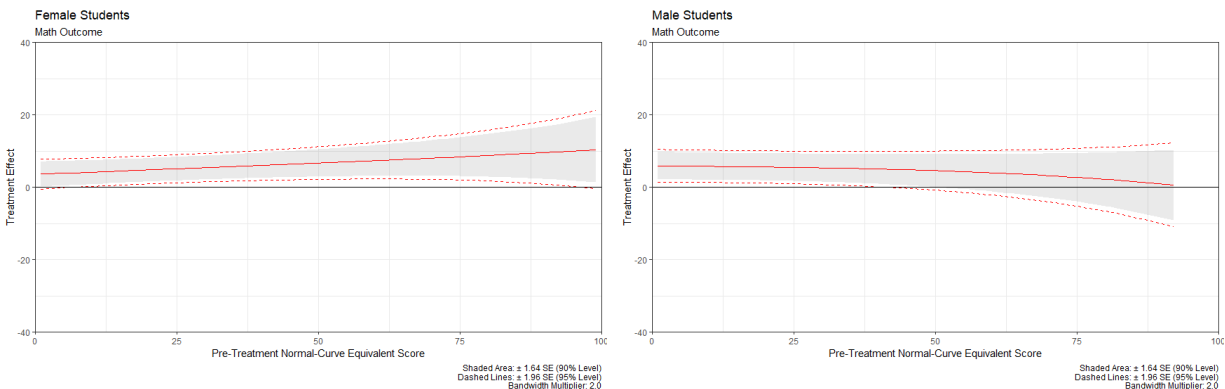 Female Students
Math Outcome
40
20
0
-20
-40
Treatment Effect
0
25
50
75
100
Pre-Treatment Normal-Curve Equivalent Score
Shaded Area: ± 1.64 SE (90% Level)
Dashed Lines: ± 1.96 SE (95% Level)
Bandwidth Multiplier: 2.0
Male Students
Math Outcome
40
20
0
-20
-40
Treatment Effect
0
25
50
75
100
Pre-Treatment Normal-Curve Equivalent Score
Shaded Area: ± 1.64 SE (90% Level)
Dashed Lines: ± 1.96 SE (95% Level)
Bandwidth Multiplier: 2.0